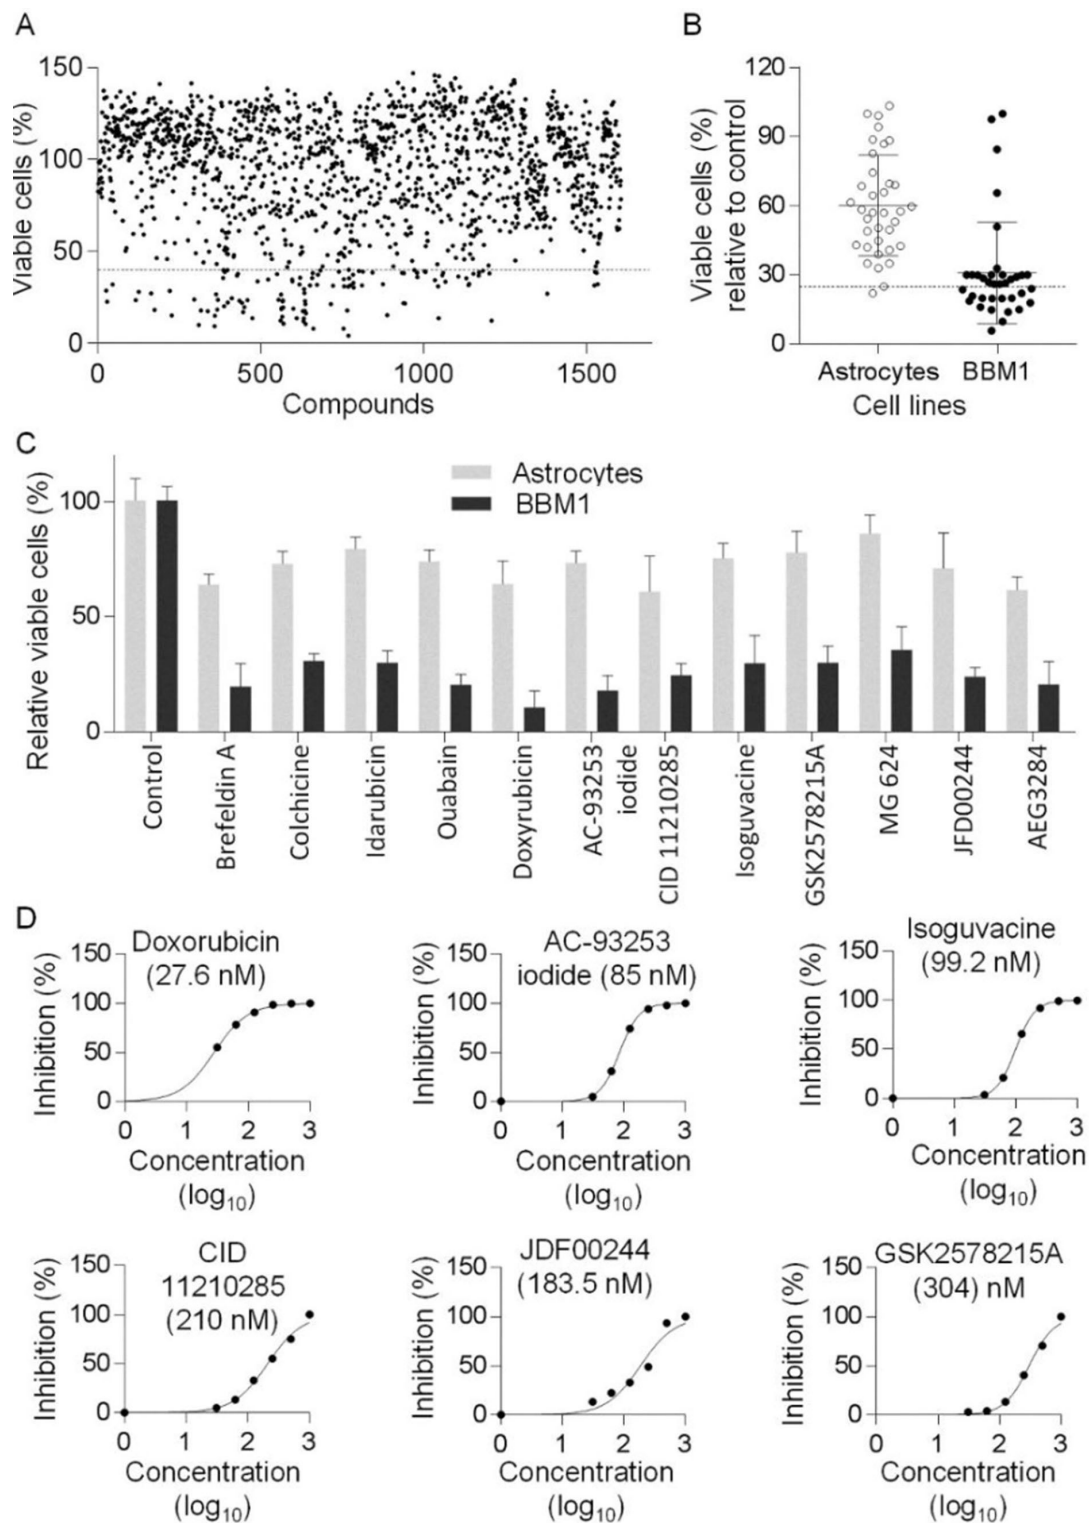 A
Viable cells (%)
150
100
50
0
0 500 1000 1500
Compounds
B
Viable cells (%)
relative to control
120
90
60
30
0
Astrocytes BBM1
Cell lines
C
Relative viable cells (%)
100
50
0
Astrocytes
BBM1
Control
Brefeldin A
Colchicine
Idarubicin
Ouabain
Doxyrubicin
AC-93253
iodide
CID 11210285
Isoguvacine
GSK2578215A
MG 624
JFD00244
AEG3284
D
Doxorubicin
(27.6 nM)
Inhibition (%)
150
100
50
0
0 1 2 3
Concentration
(log10)
AC-93253
iodide (85 nM)
Inhibition (%)
150
100
50
0
0 1 2 3
Concentration
(log10)
Isoguvacine
(99.2 nM)
Inhibition (%)
150
100
50
0
0 1 2 3
Concentration
(log10)
CID
11210285
(210 nM)
Inhibition (%)
150
100
50
0
0 1 2 3
Concentration
(log10)
JDF00244
(183.5 nM)
Inhibition (%)
150
100
50
0
0 1 2 3
Concentration
(log10)
GSK2578215A
(304) nM
Inhibition (%)
150
100
50
0
0 1 2 3
Concentration
(log10)